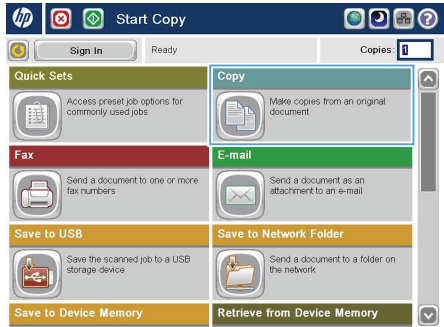 hp Start Copy ?
Sign In Ready Copies: 1
Quick Sets
Access preset job options for
commonly used jobs
Copy
Make copies from an original
document
Fax
Send a document to one or more
fax numbers
E-mail
Send a document as an
attachment to an e-mail
Save to USB
Save the scanned job to a USB
storage device
Save to Network Folder
Send a document to a folder on
the network
Save to Device Memory
Retrieve from Device Memory